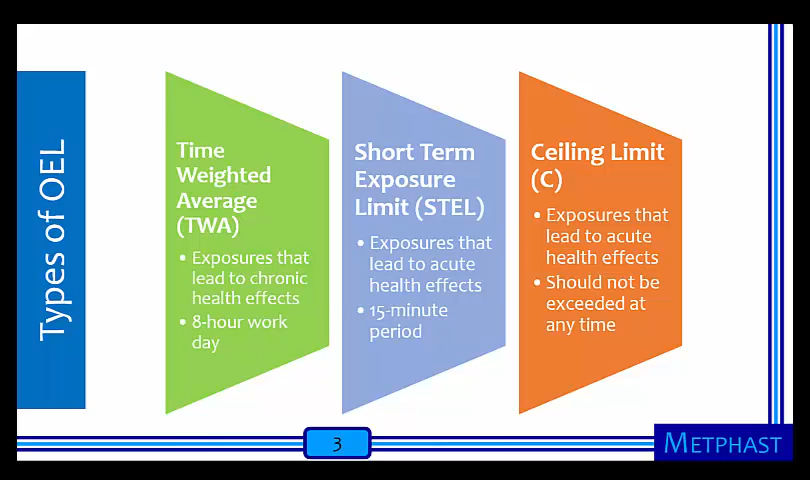 Types of OEL
Time
Weighted
Average
(TWA)
• Exposures that
lead to chronic
health effects
• 8-hour work
day
Short Term
Exposure
Limit (STEL)
• Exposures that
lead to acute
health effects
• 15-minute
period
Ceiling Limit
(C)
• Exposures that
lead to acute
health effects
• Should not be
exceeded at
any time
3
METPHAST